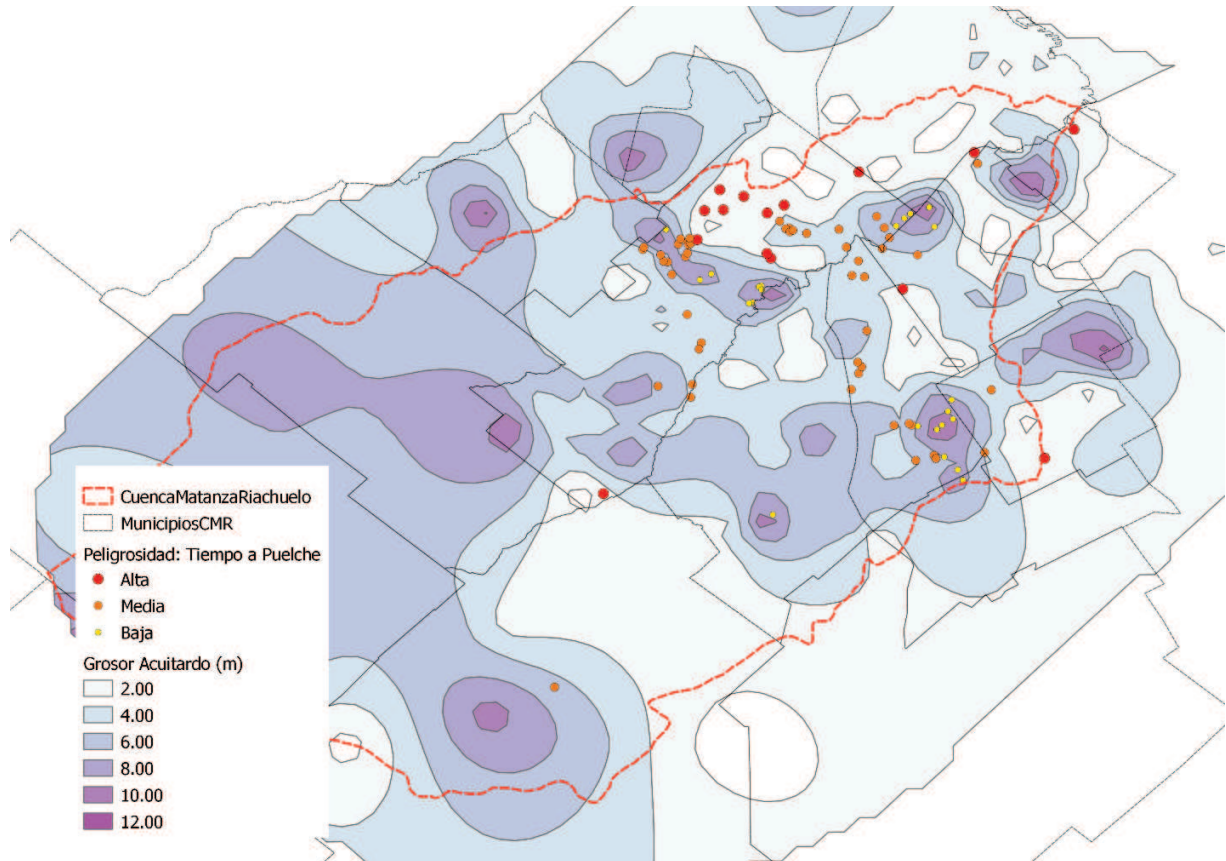 CuencaMatanzaRiachuelo
MunicipiosCMR
Peligrosidad: Tiempo a Puelche
Alta
Media
Baja
Grosor Acuitardo (m)
2.00
4.00
6.00
8.00
10.00
12.00